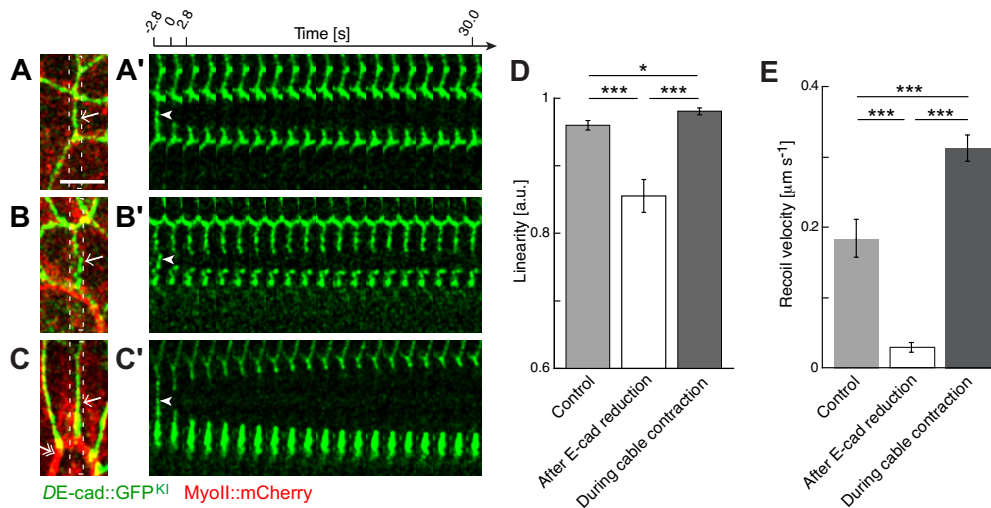 -2.8 0 2.8 Time [s] 30.0
A A'
B B'
C C'
DE-cad::GFPKI MyoII::mCherry
D
*
*** ***
1
0.8
0.6
Linearity [a.u.]
Control
After E-cad reduction
During cable contraction
E
***
*** ***
0.4
0.2
0
Recoil velocity [μm s-1]
Control
After E-cad reduction
During cable contraction